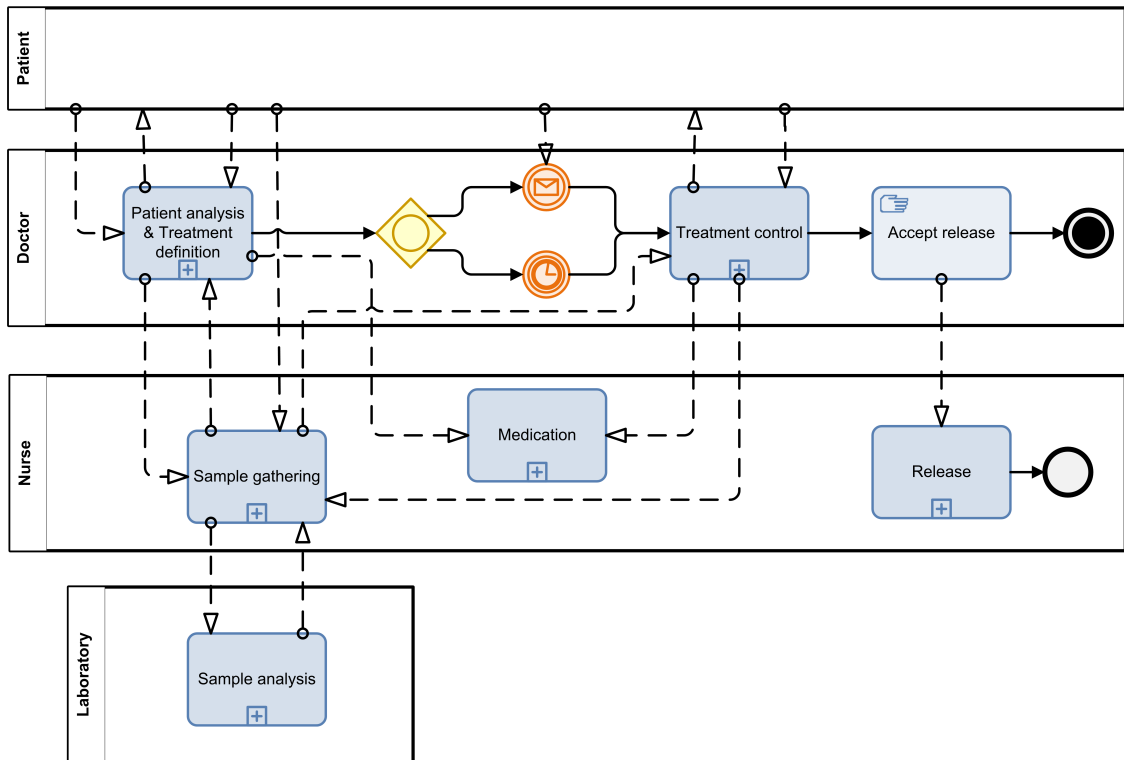 Patient
Doctor
Patient analysis
& Treatment
definition
Treatment control
Accept release
Nurse
Sample gathering
Medication
Release
Laboratory
Sample analysis